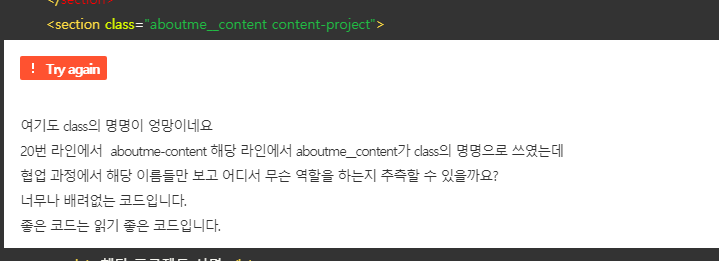 </section>
<section class="aboutme__content content-project">
! Try again
여기도 class의 명명이 엉망이네요
20번 라인에서 aboutme-content 해당 라인에서 aboutme__content가 class의 명명으로 쓰였는데
협업 과정에서 해당 이름들만 보고 어디서 무슨 역할을 하는지 추측할 수 있을까요?
너무나 배려없는 코드입니다.
좋은 코드는 읽기 좋은 코드입니다.